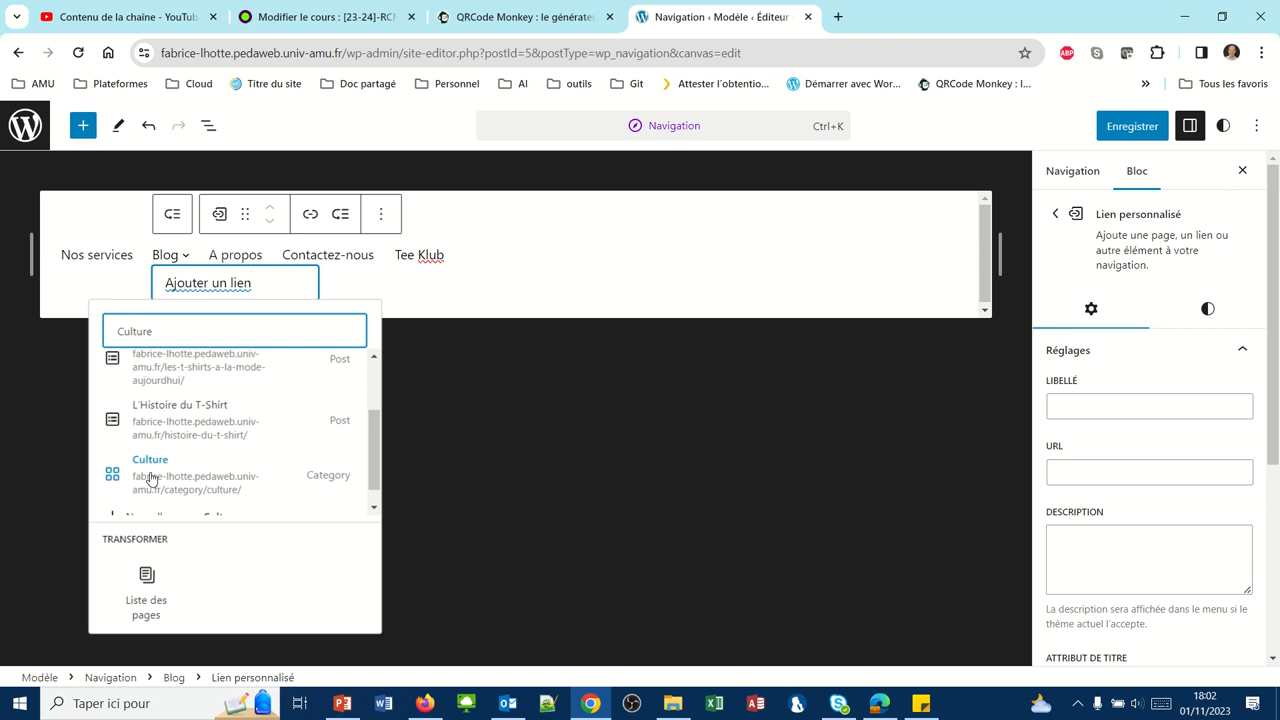 Contenu de la chaîne - YouTube
Modifier le cours : [23-24]-RCM
QRCode Monkey : le générateur
Navigation ‹ Modèle ‹ Éditeur
fabrice-lhotte.pedaweb.univ-amu.fr/wp-admin/site-editor.php?postId=5&postType=wp_navigation&canvas=edit
ABP
AMU
Plateformes
Cloud
Titre du site
Doc partagé
Personnel
AI
outils
Git
Attester l'obtentio...
Démarrer avec Wor...
QRCode Monkey : l...
»
Tous les favoris
Navigation
Ctrl+K
Enregistrer
Navigation
Bloc
Lien personnalisé
Ajoute une page, un lien ou
autre élément à votre
navigation.
Nos services
Blog
A propos
Contactez-nous
Tee Klub
Ajouter un lien
Culture
fabrice-lhotte.pedaweb.univ-
amu.fr/les-t-shirts-a-la-mode-
aujourdhui/
Post
L'Histoire du T-Shirt
fabrice-lhotte.pedaweb.univ-
amu.fr/histoire-du-t-shirt/
Post
Culture
fabrice-lhotte.pedaweb.univ-
amu.fr/category/culture/
Category
TRANSFORMER
Liste des
pages
Réglages
LIBELLÉ
URL
DESCRIPTION
La description sera affichée dans le menu si le
thème actuel l'accepte.
ATTRIBUT DE TITRE
Modèle
Navigation
Blog
Lien personnalisé
Taper ici pour
18:02
01/11/2023